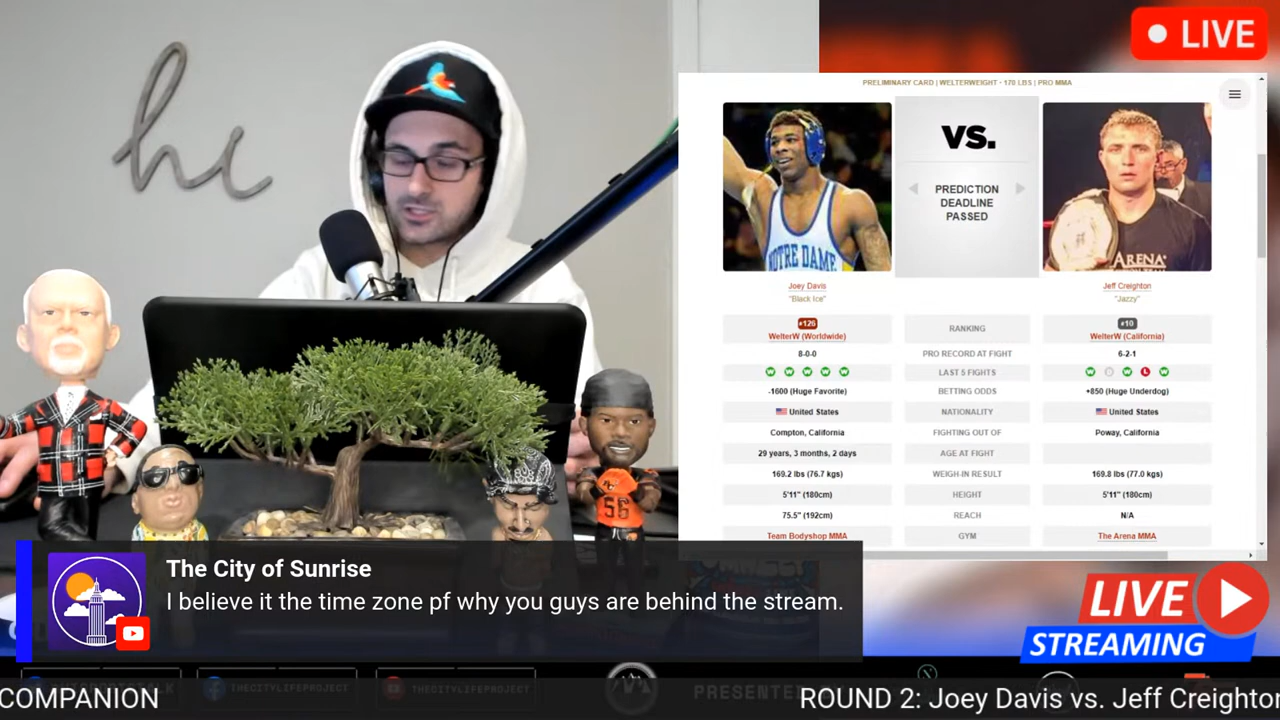 hi
LIVE
PRELIMINARY CARD | WELTERWEIGHT - 170 LBS | PRO MMA
VS.
PREDICTION
DEADLINE
PASSED
NOTRE DAME
ARENA
Joey Davis
"Black Ice"
Jeff Creighton
"Jazzy"
#126
WelterW (Worldwide)
RANKING
#10
WelterW (California)
8-0-0
PRO RECORD AT FIGHT
6-2-1
W W W W W
LAST 5 FIGHTS
W D W L W
-1600 (Huge Favorite)
BETTING ODDS
+850 (Huge Underdog)
United States
NATIONALITY
United States
Compton, California
FIGHTING OUT OF
Poway, California
29 years, 3 months, 2 days
AGE AT FIGHT
169.2 lbs (76.7 kgs)
WEIGH-IN RESULT
169.8 lbs (77.0 kgs)
5'11" (180cm)
HEIGHT
5'11" (180cm)
75.5" (192cm)
REACH
N/A
Team Bodyshop MMA
GYM
The Arena MMA
56
The City of Sunrise
I believe it the time zone pf why you guys are behind the stream.
LIVE
STREAMING
THECITYLIFEPROJECT
THECITYLIFEPROJECT
PRESENTED
COMPANION
ROUND 2: Joey Davis vs. Jeff Creighton